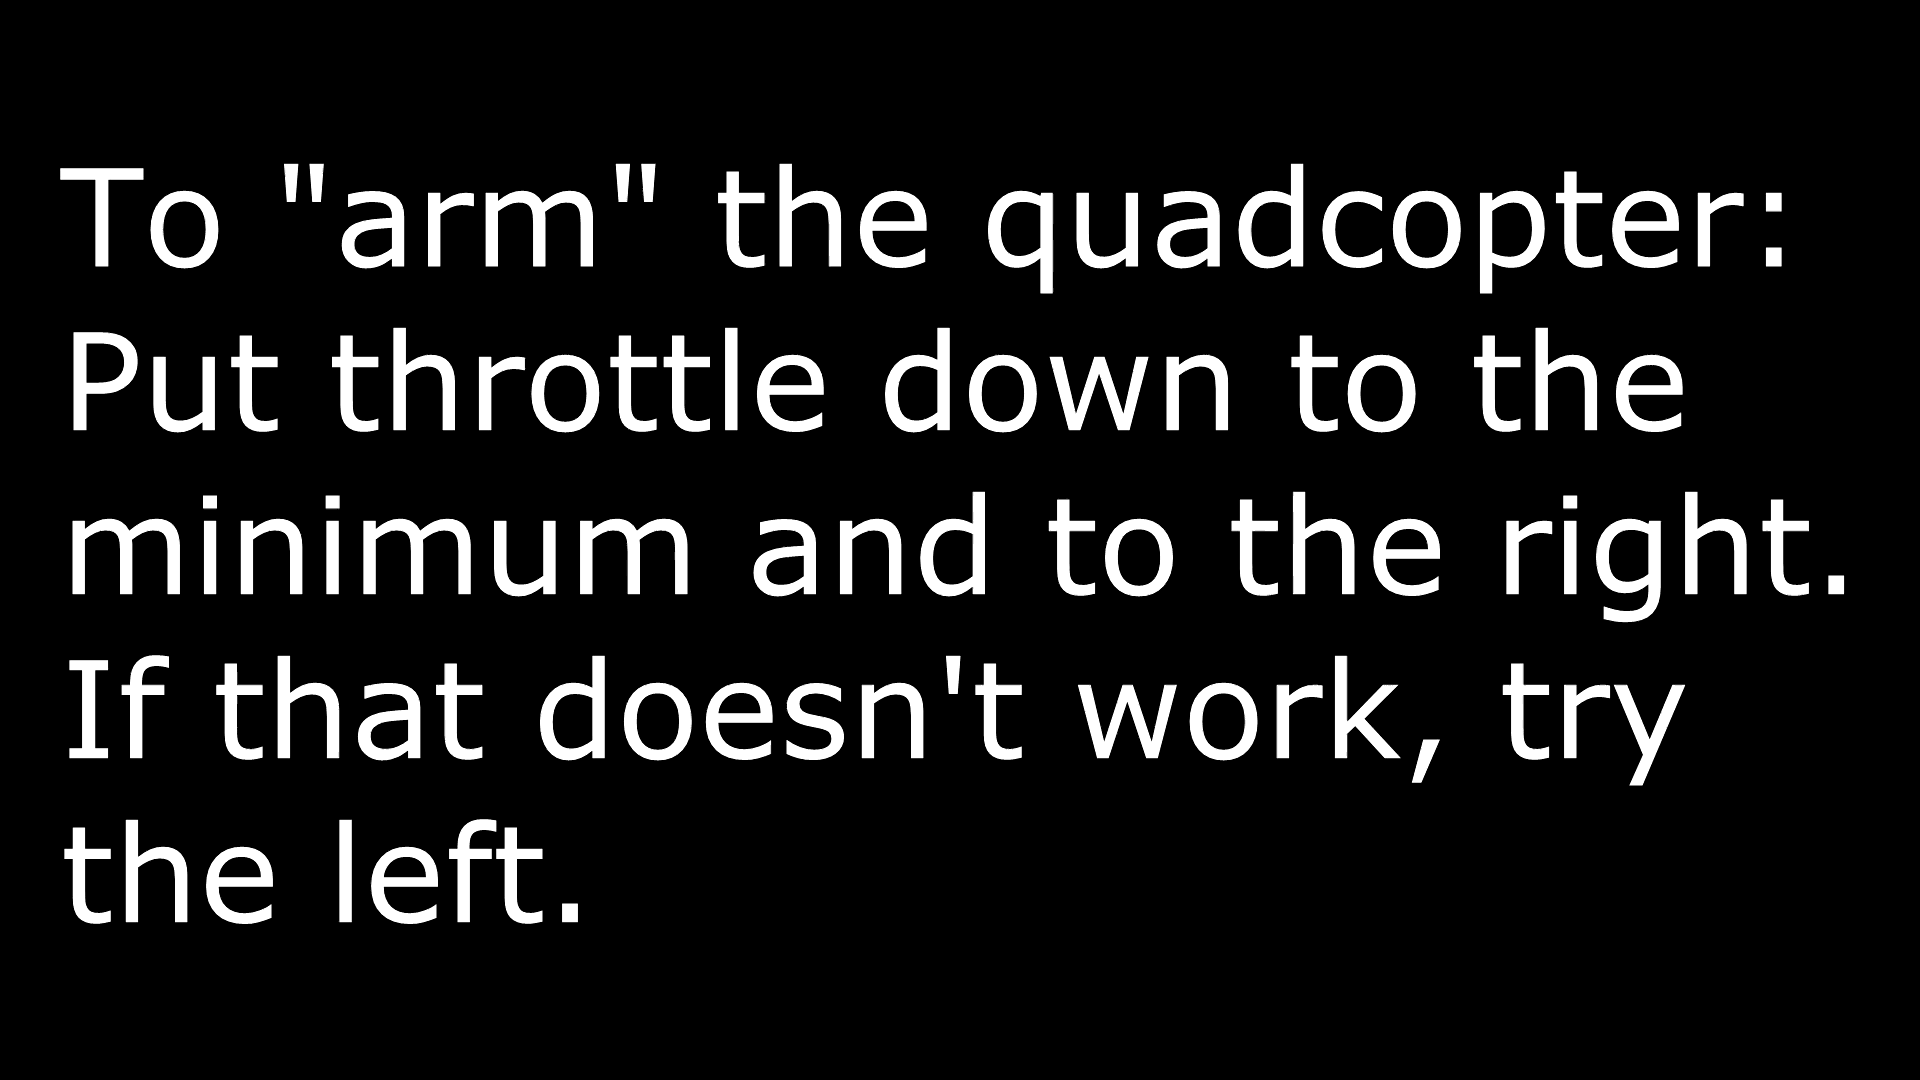 To "arm" the quadcopter:
Put throttle down to the
minimum and to the right.
If that doesn't work, try
the left.